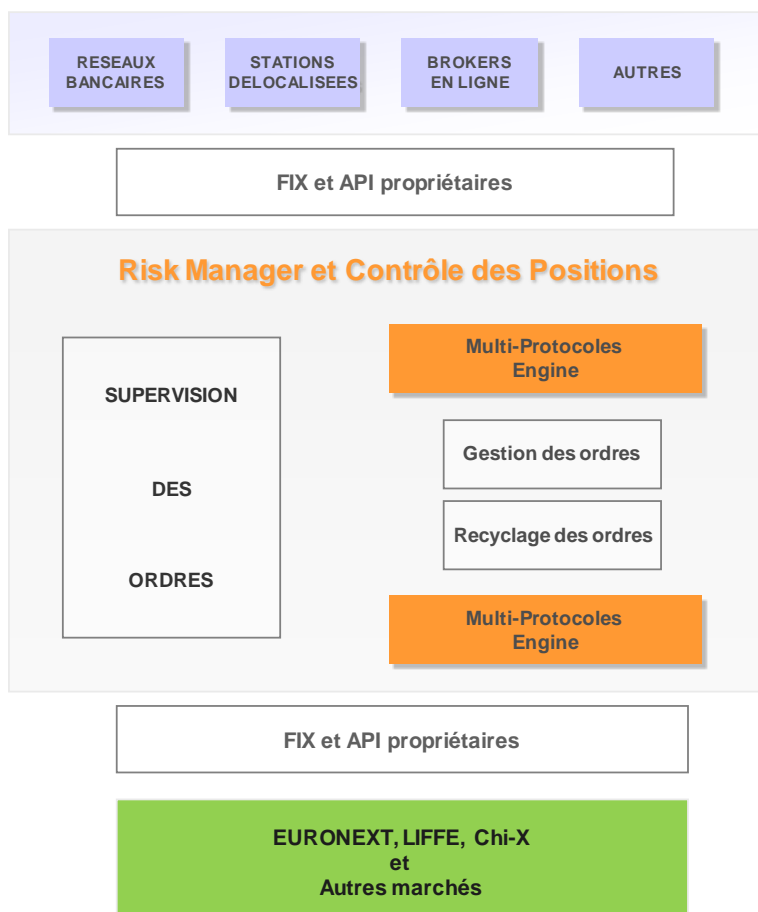 RESEAUX
BANCAIRES
STATIONS
DELOCALISEES
BROKERS
EN LIGNE
AUTRES
FIX et API propriétaires
Risk Manager et Contrôle des Positions
SUPERVISION
DES
ORDRES
Multi-Protocoles
Engine
Gestion des ordres
Recyclage des ordres
Multi-Protocoles
Engine
FIX et API propriétaires
EURONEXT, LIFFE, Chi-X
et
Autres marchés